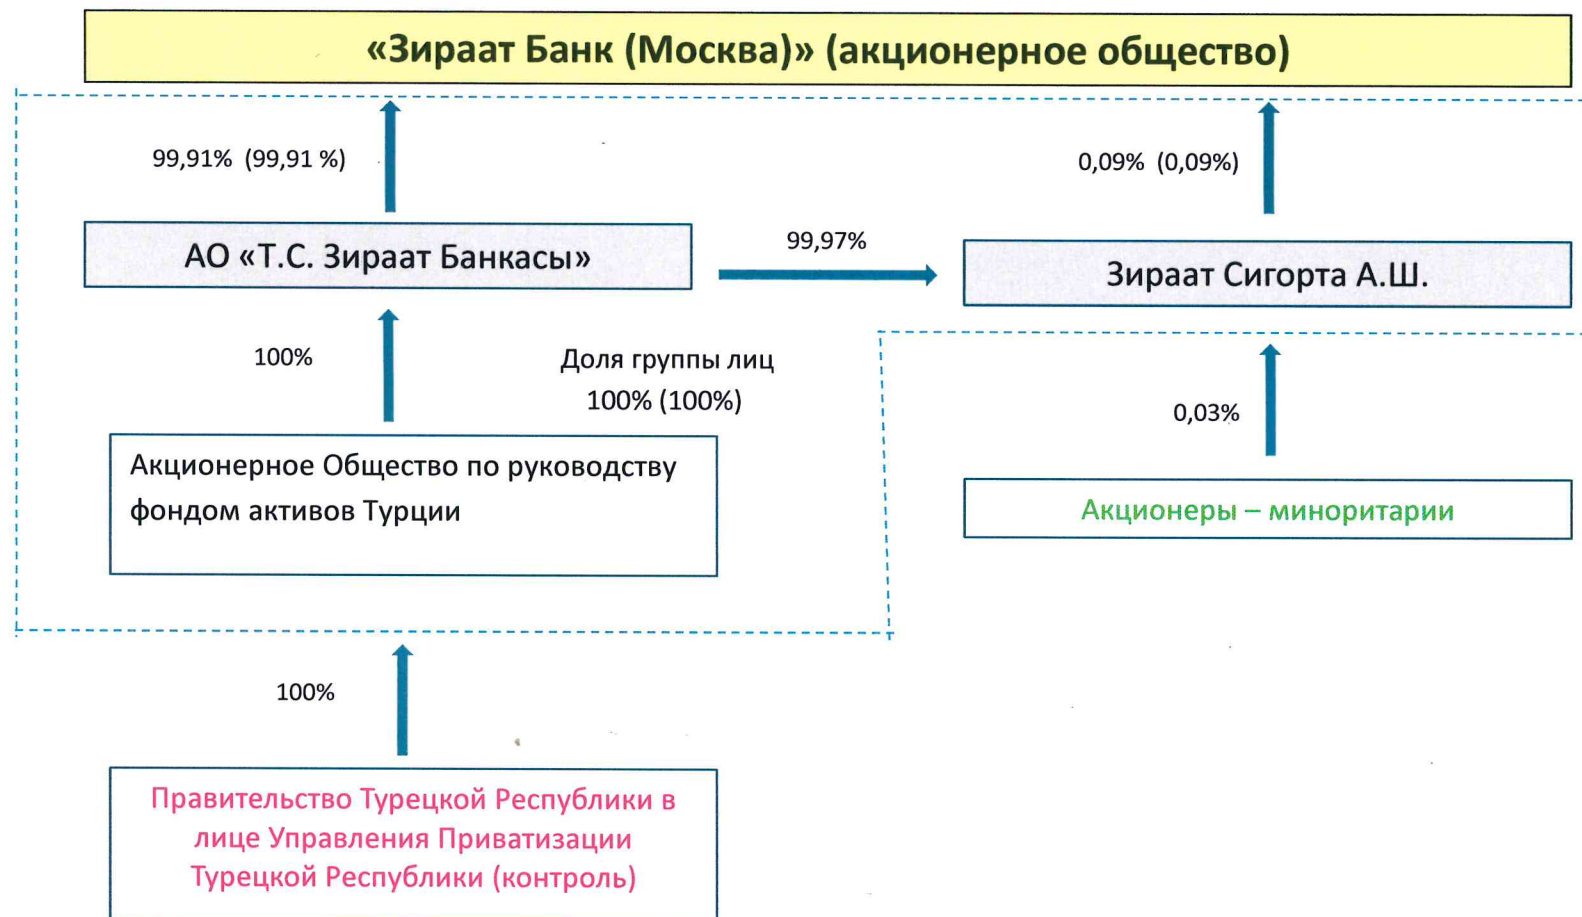 «Зираат Банк (Москва)» (акционерное общество)
99,91% (99,91 %)
0,09% (0,09%)
АО «Т.С. Зираат Банкасы»
99,97%
Зираат Сигорта А.Ш.
100%
Доля группы лиц
100% (100%)
0,03%
Акционерное Общество по руководству
фондом активов Турции
Акционеры – миноритарии
100%
Правительство Турецкой Республики в
лице Управления Приватизации
Турецкой Республики (контроль)